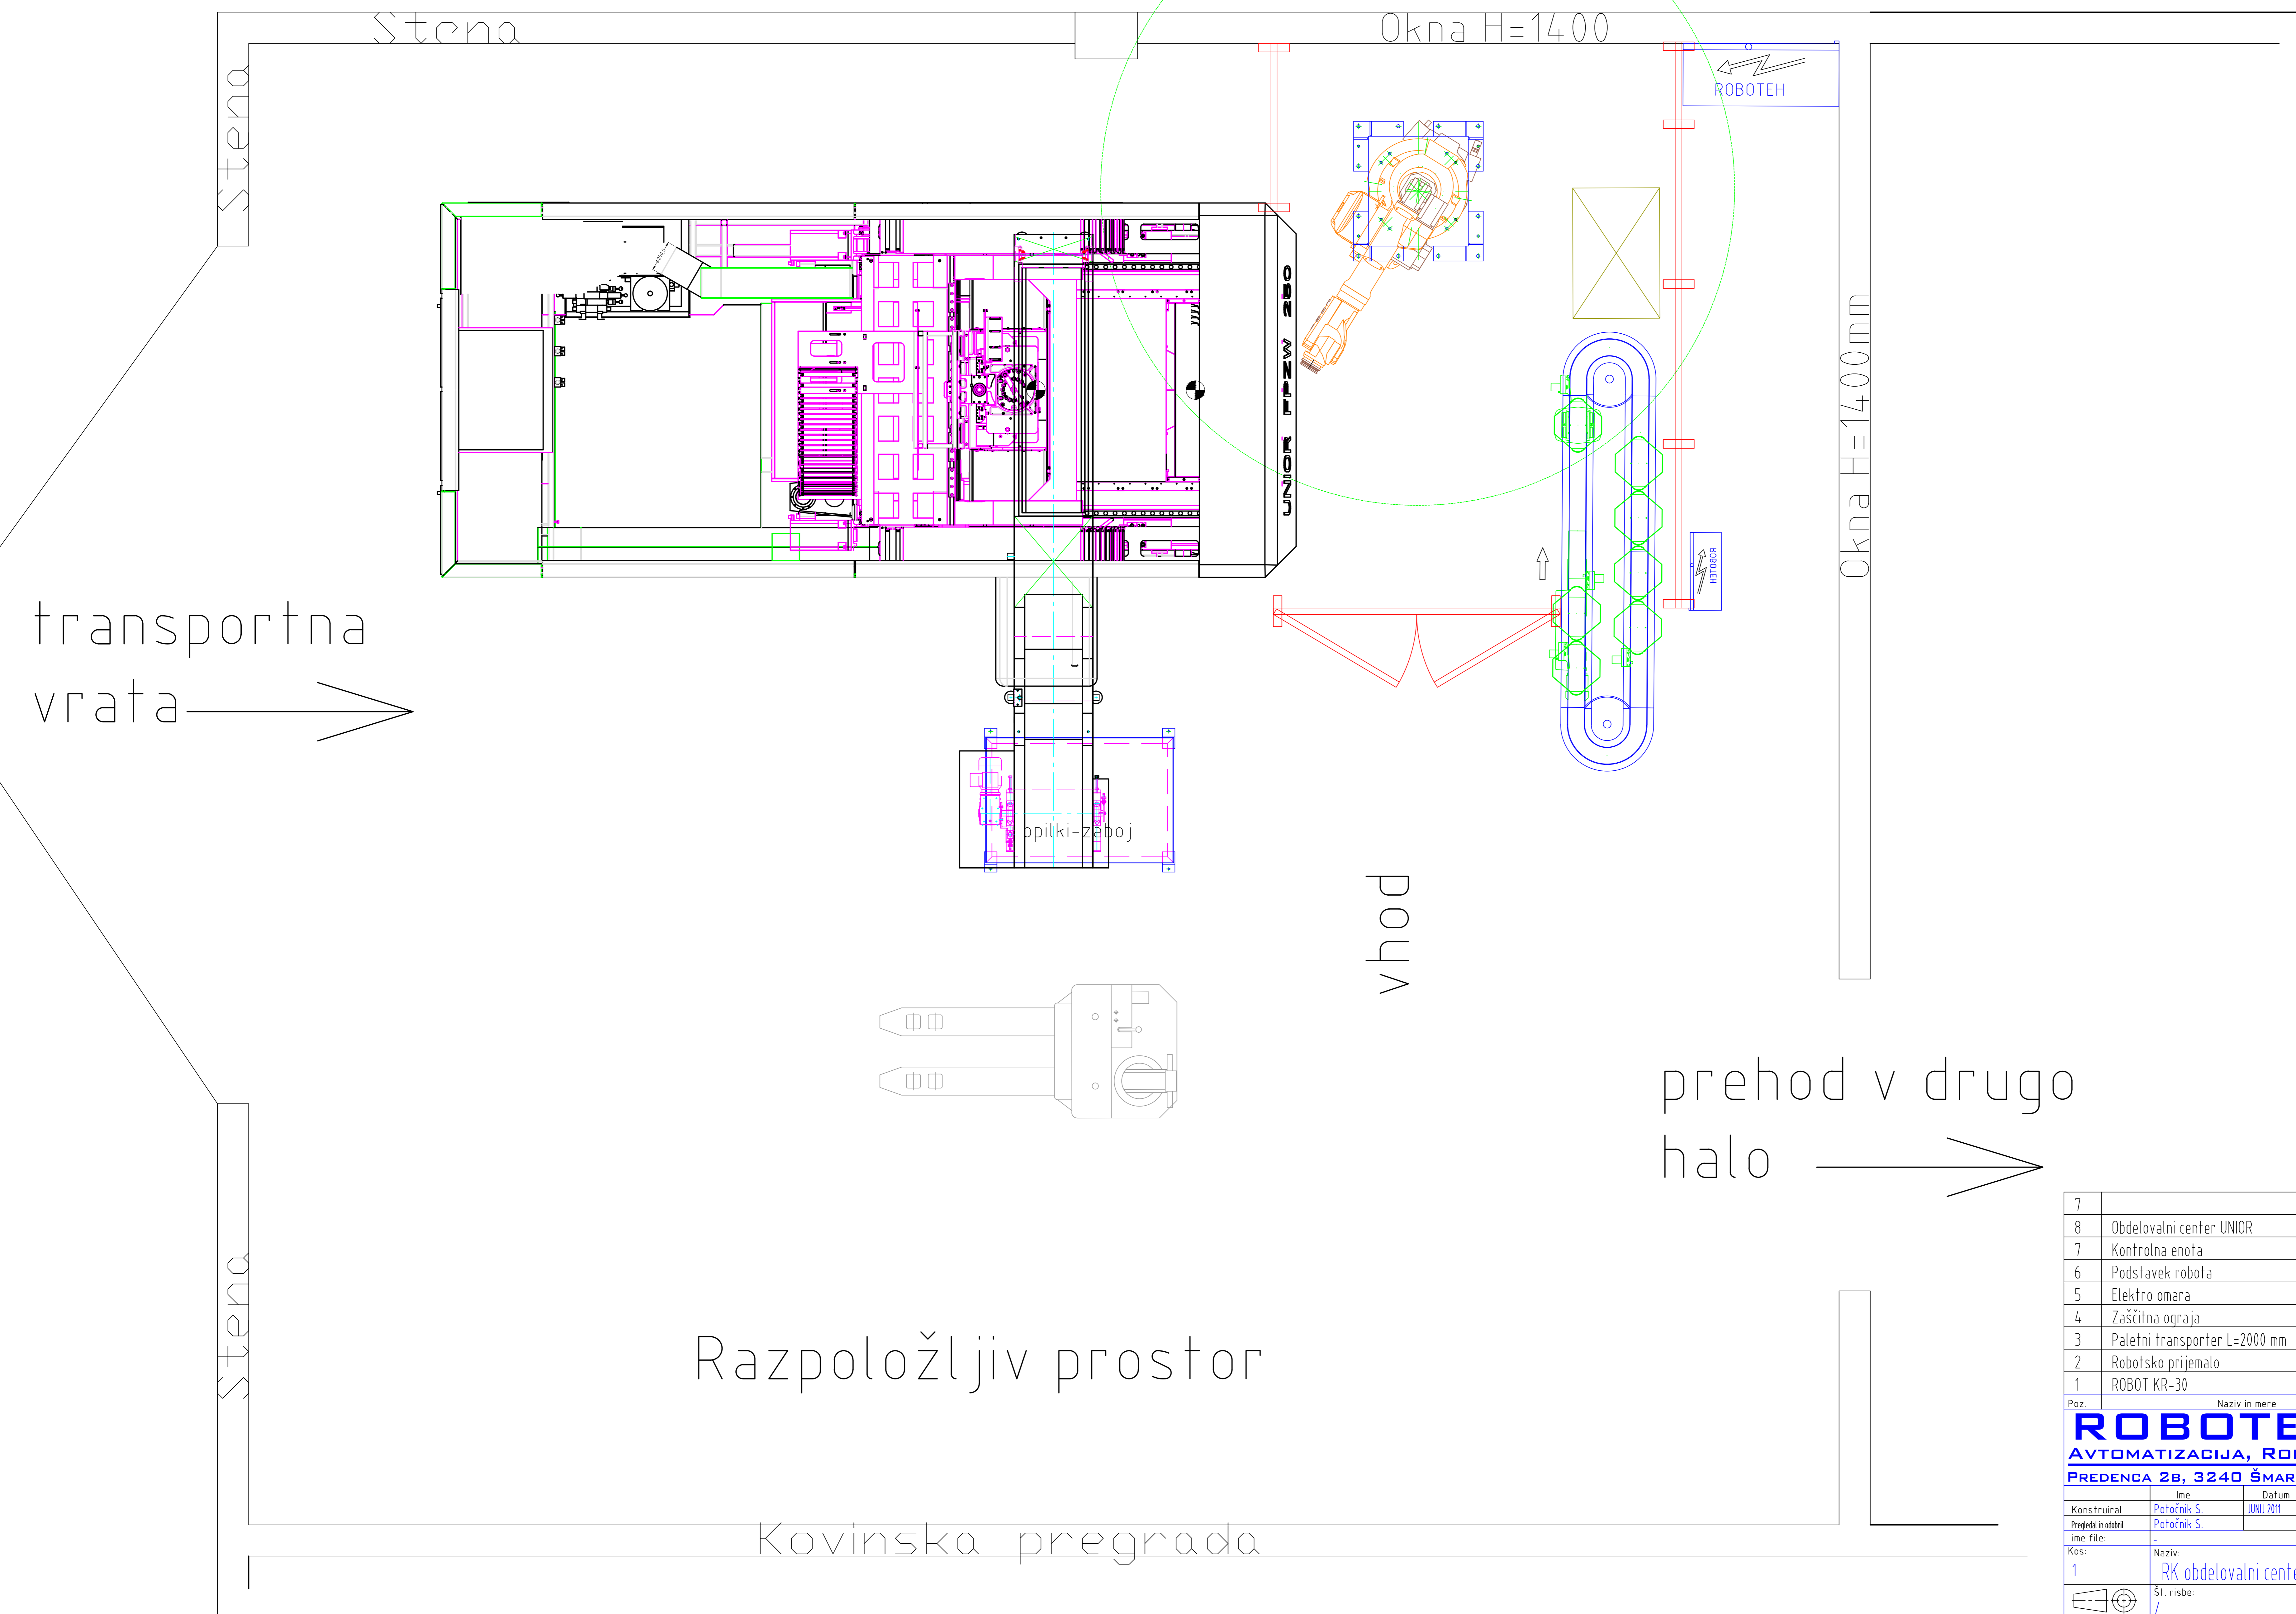 Stena
Okna H=1400
Stena
ROBOTEH
UNIOR
250
Okna H=1400mm
ROBOTEH
transportna
vrata
opilki-zaboj
vhod
prehod v drugo
halo
Stena
Razpoložljiv prostor
Kovinska pregrada
7
8 Obdelovalni center UNIOR
7 Kontrolna enota
6 Podstavek robota
5 Elektro omara
4 Zaščitna ograja
3 Paletni transporter L=2000 mm
2 Robotsko prijemalo
1 ROBOT KR-30
Poz. Naziv in mere
ROBOTE
AVTOMATIZACIJA, RO
PREDENCA 2B, 3240 ŠMAR
Ime Datum
Konstruiral Potočnik S. JUNIJ 2011
Pregledal in odobril Potočnik S.
ime file: -
Kos: Naziv:
1 RK obdelovalni cente
Št. risbe:
/